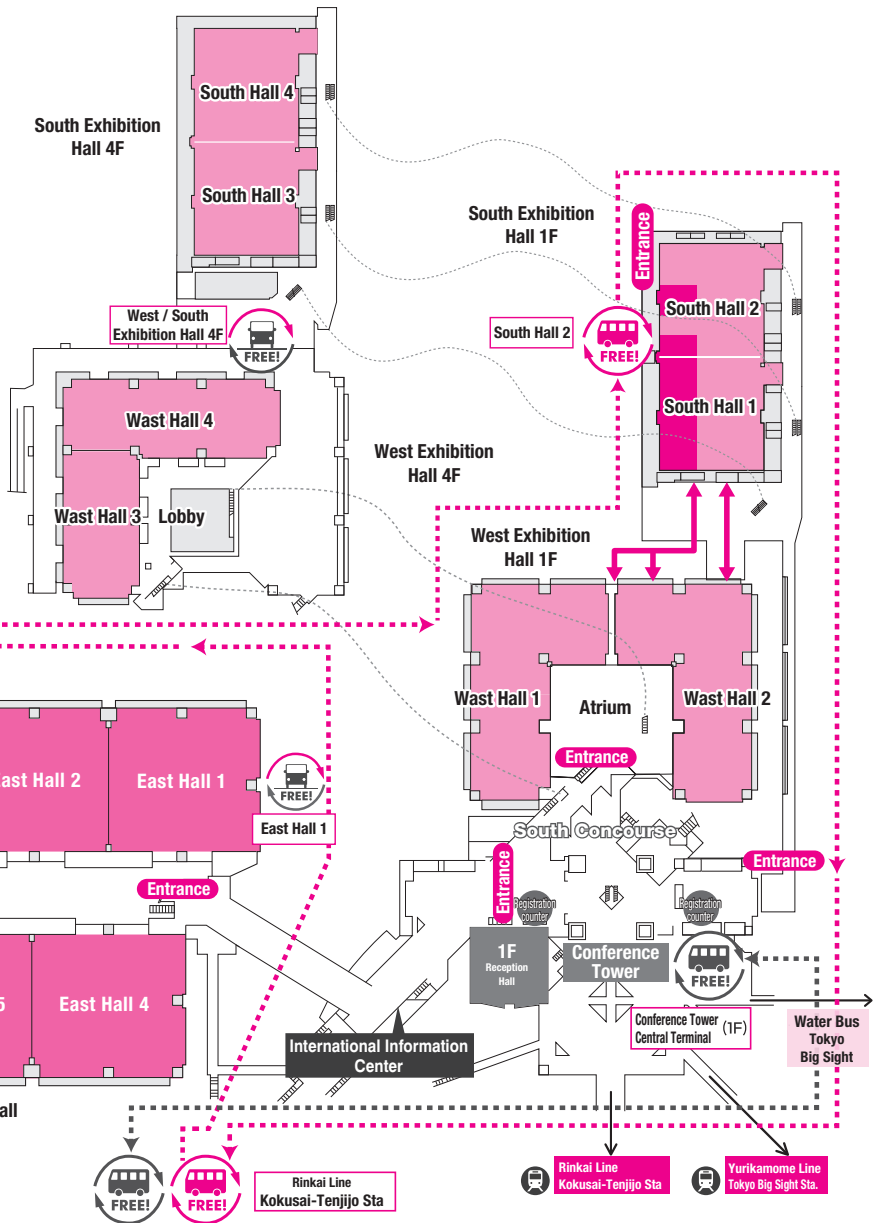 South Hall 4
South Exhibition
Hall 4F
South Hall 3
South Exhibition
Hall 1F
Entrance
West / South
Exhibition Hall 4F
FREE!
South Hall 2
FREE!
South Hall 2
South Hall 1
Wast Hall 4
West Exhibition
Hall 4F
Wast Hall 3
Lobby
West Exhibition
Hall 1F
Wast Hall 1
Atrium
Wast Hall 2
Entrance
East Hall 2
East Hall 1
FREE!
East Hall 1
South Concourse
Entrance
Entrance
Entrance
Registration
counter
Registration
counter
1F
Reception
Hall
Conference
Tower
FREE!
5
East Hall 4
Conference Tower
Central Terminal (1F)
Water Bus
Tokyo
Big Sight
International Information
Center
all
FREE!
FREE!
Rinkai Line
Kokusai-Tenjijo Sta
Rinkai Line
Kokusai-Tenjijo Sta
Yurikamome Line
Tokyo Big Sight Sta.